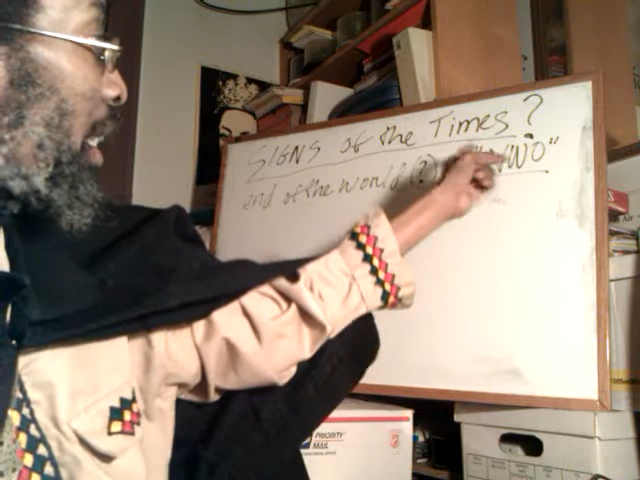 SIGNS of the Times?
end of the world(?) "NWO"
PRIORITY
MAIL